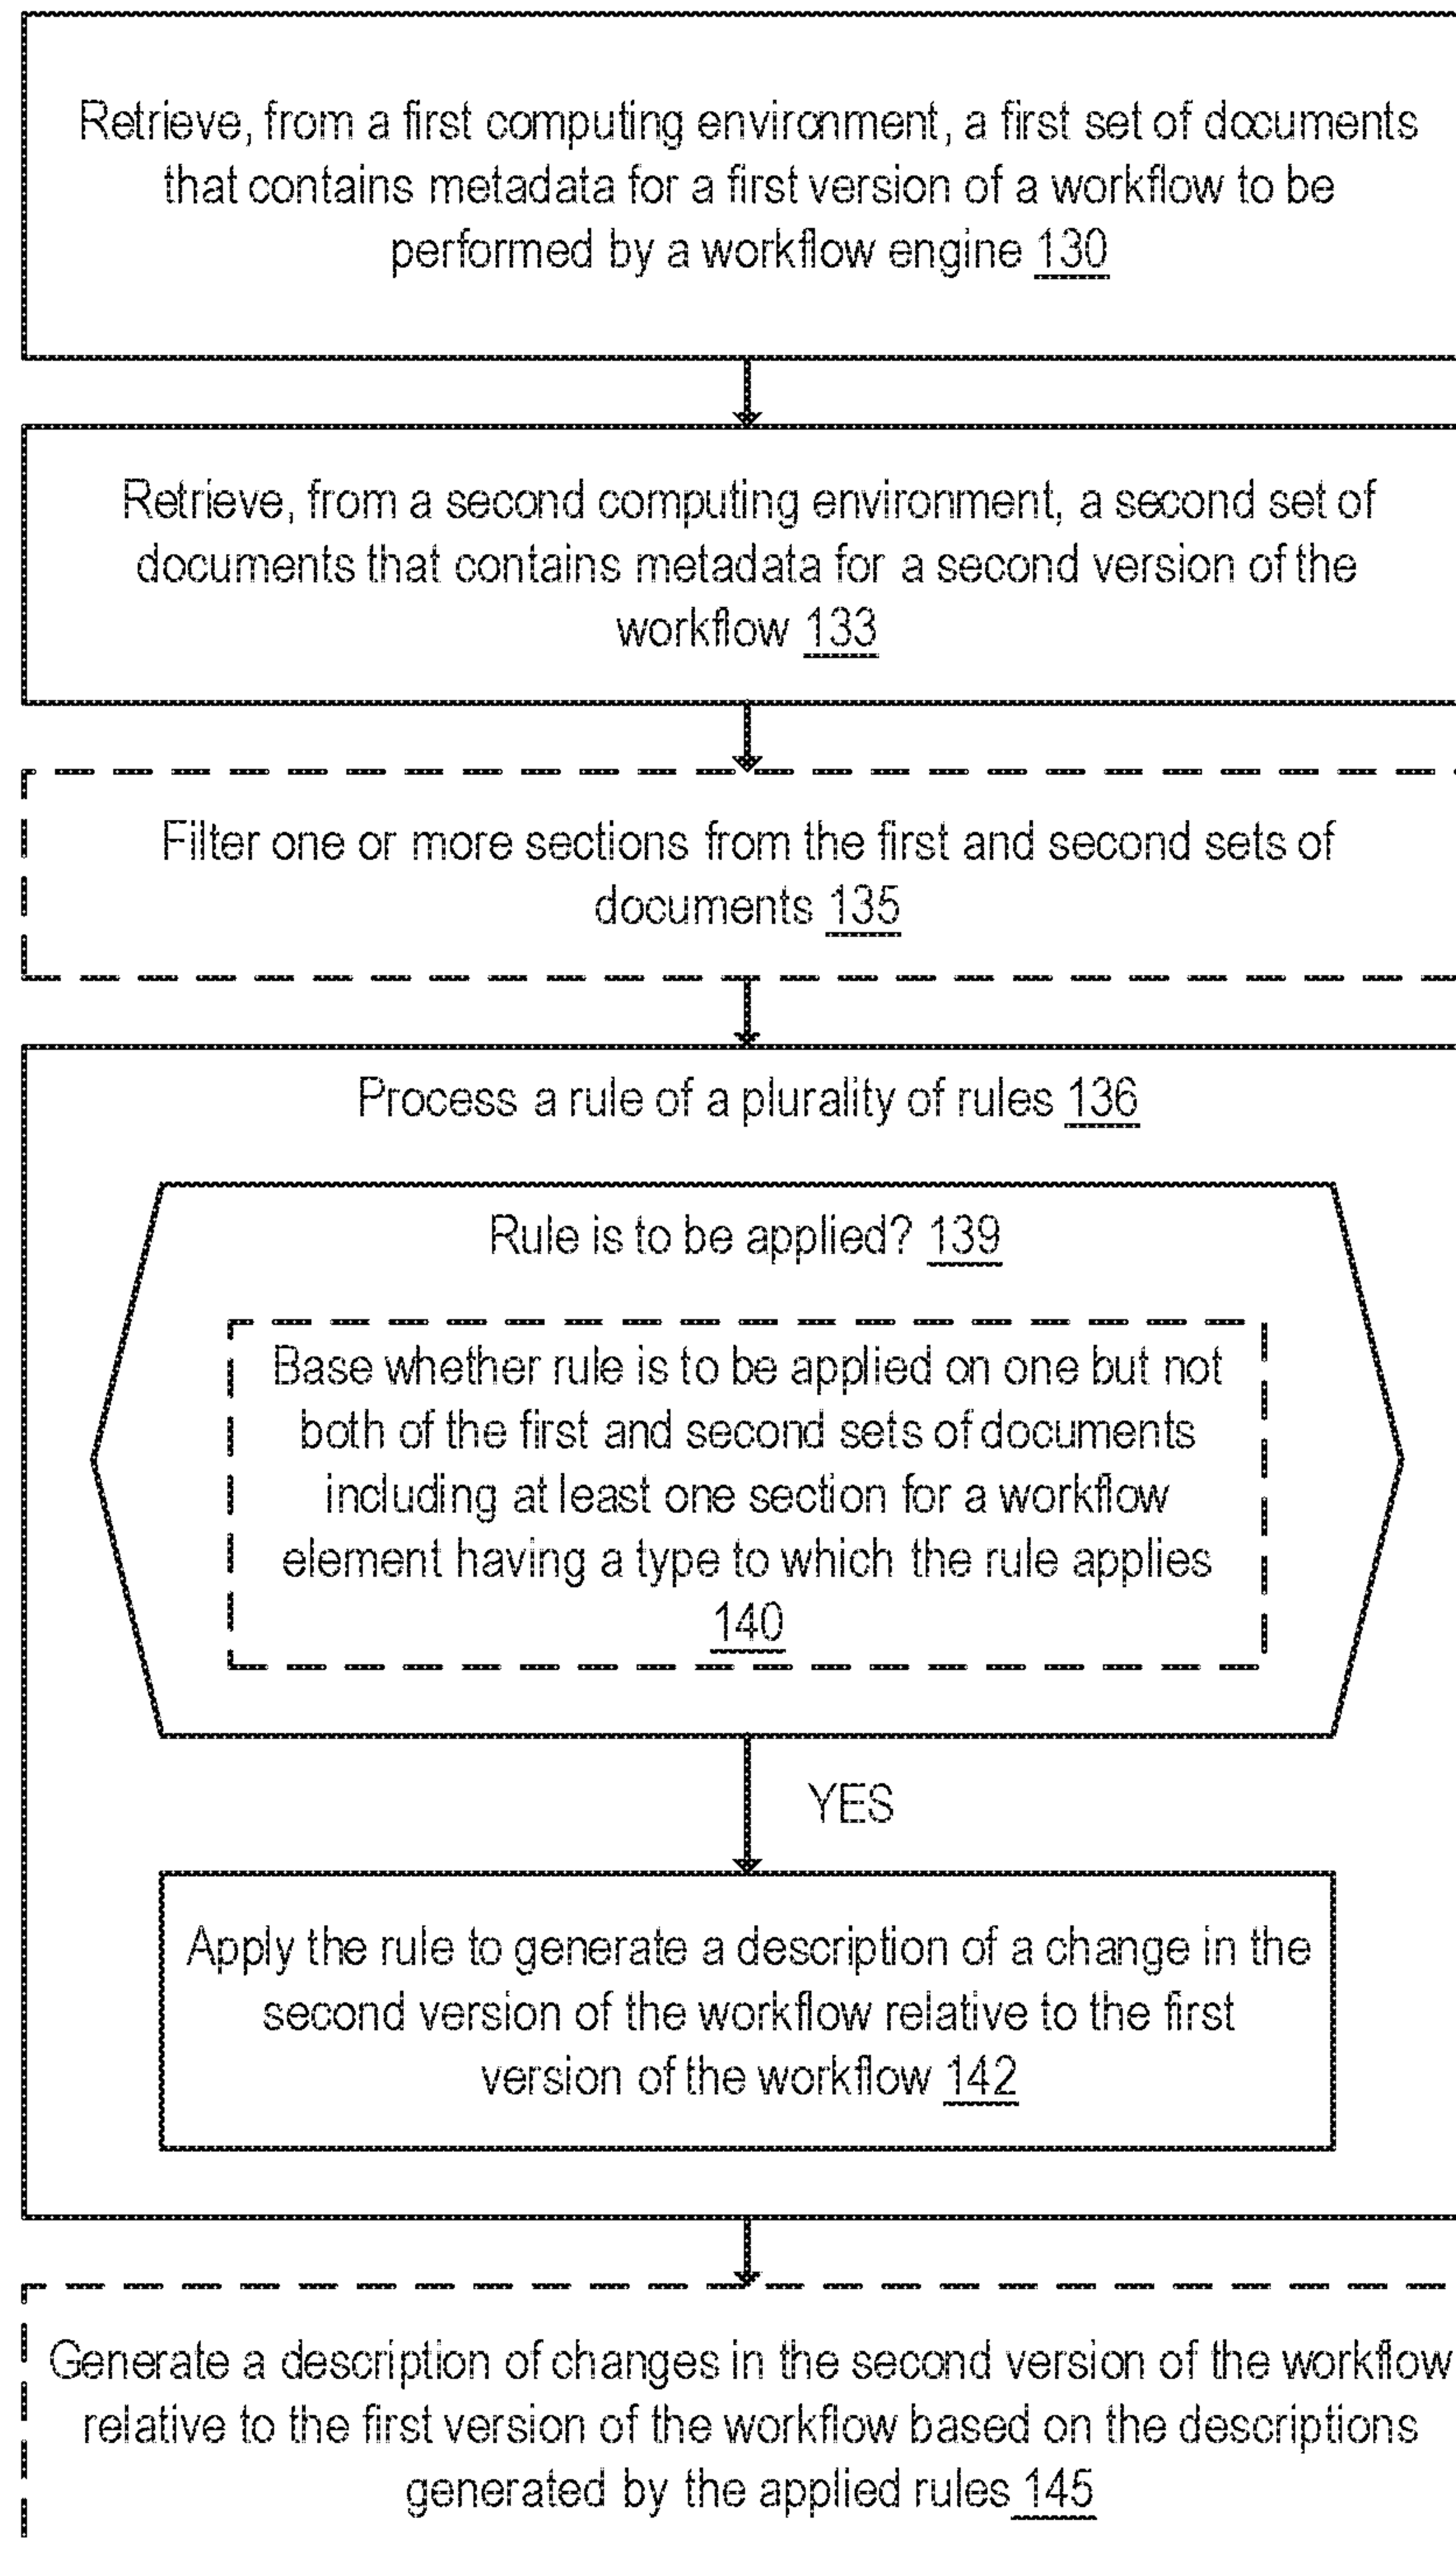 Retrieve, from a first computing environment, a first set of documents
that contains metadata for a first version of a workflow to be
performed by a workflow engine 130
Retrieve, from a second computing environment, a second set of
documents that contains metadata for a second version of the
workflow 133
Filter one or more sections from the first and second sets of
documents 135
Process a rule of a plurality of rules 136
Rule is to be applied? 139
Base whether rule is to be applied on one but not
both of the first and second sets of documents
including at least one section for a workflow
element having a type to which the rule applies
140
YES
Apply the rule to generate a description of a change in the
second version of the workflow relative to the first
version of the workflow 142
Generate a description of changes in the second version of the workflow
relative to the first version of the workflow based on the descriptions
generated by the applied rules 145